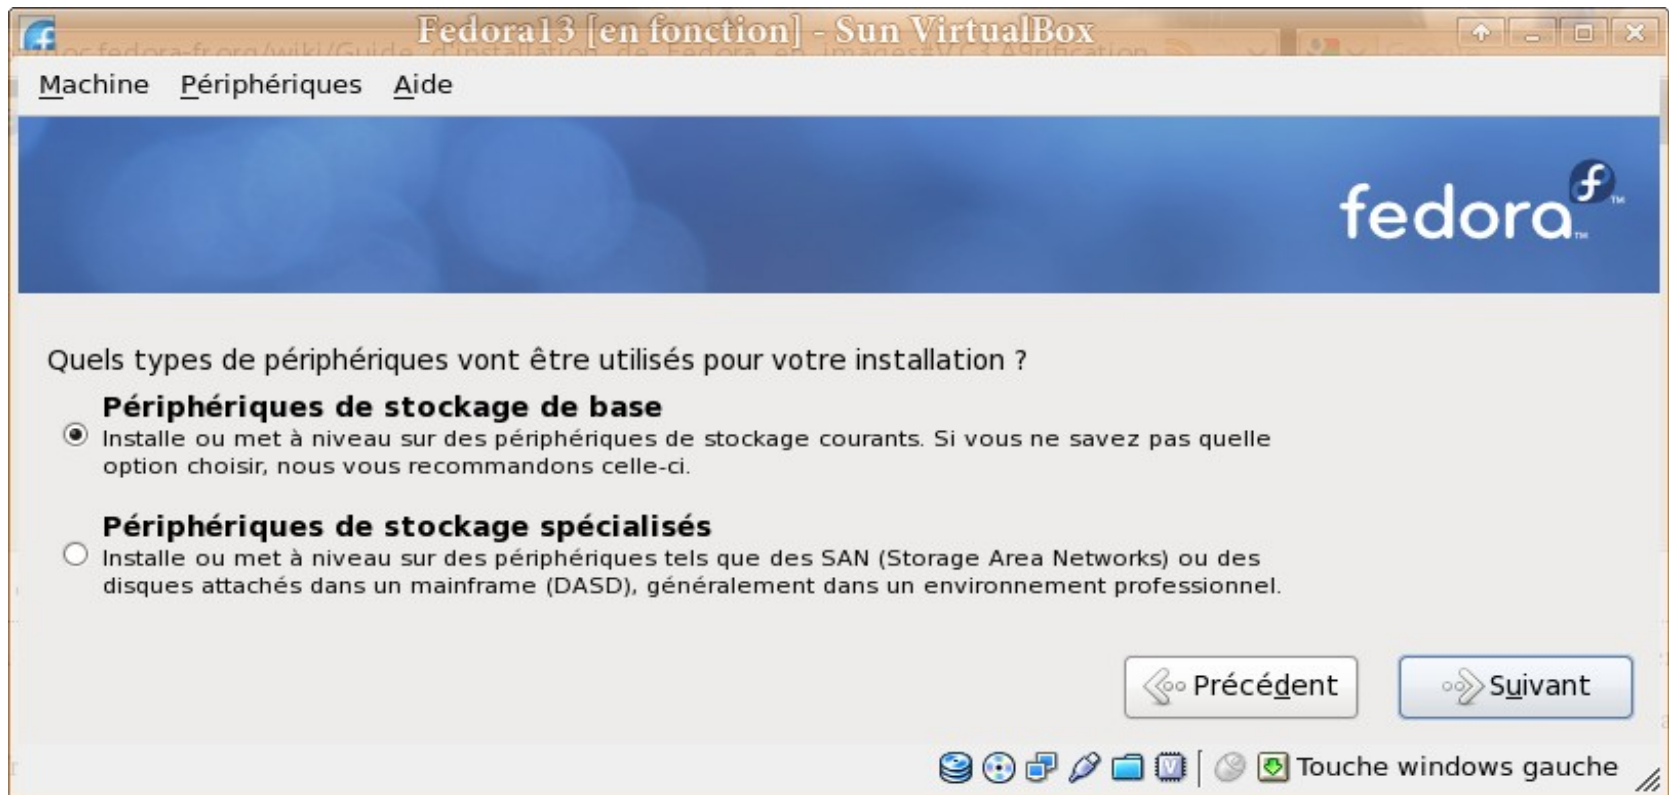 Fedora13 [en fonction] - Sun VirtualBox
Machine Périphériques Aide
fedora
Quels types de périphériques vont être utilisés pour votre installation ?
Périphériques de stockage de base
Installe ou met à niveau sur des périphériques de stockage courants. Si vous ne savez pas quelle
option choisir, nous vous recommandons celle-ci.
Périphériques de stockage spécialisés
Installe ou met à niveau sur des périphériques tels que des SAN (Storage Area Networks) ou des
disques attachés dans un mainframe (DASD), généralement dans un environnement professionnel.
Précédent Suivant
Touche windows gauche